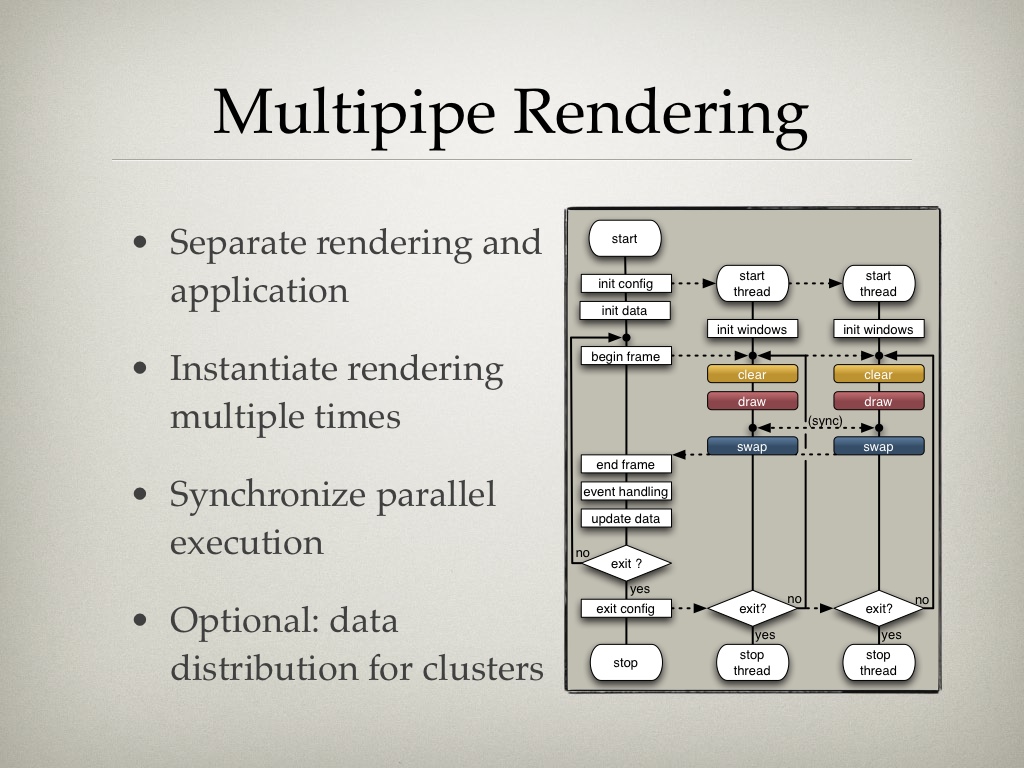 Multipipe Rendering
• Separate rendering and
application
• Instantiate rendering
multiple times
• Synchronize parallel
execution
• Optional: data
distribution for clusters
start
init config
init data
begin frame
end frame
event handling
update data
exit ?
no
yes
exit config
stop
start
thread
init windows
clear
draw
(sync)
swap
exit?
no
yes
stop
thread
start
thread
init windows
clear
draw
swap
exit?
no
yes
stop
thread